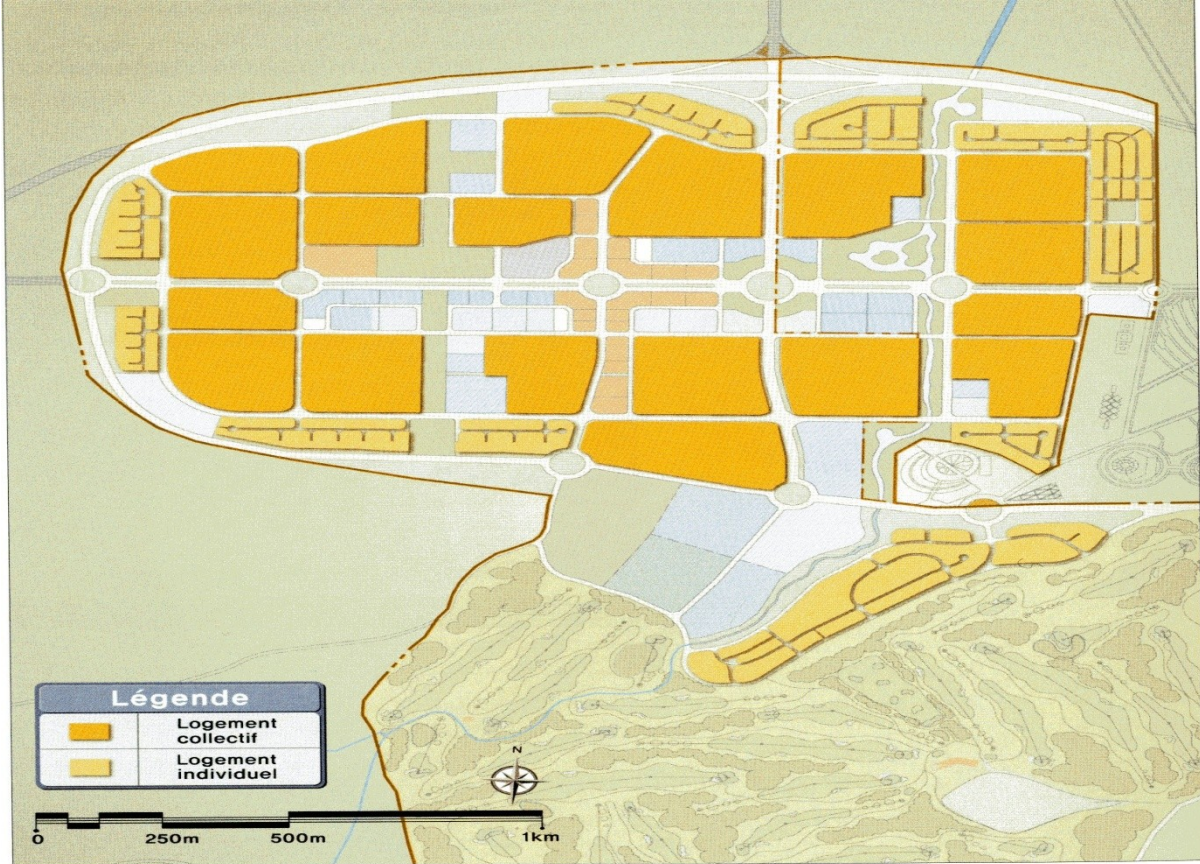 Légende
Logement
collectif
Logement
individuel
N
0 250m 500m 1km